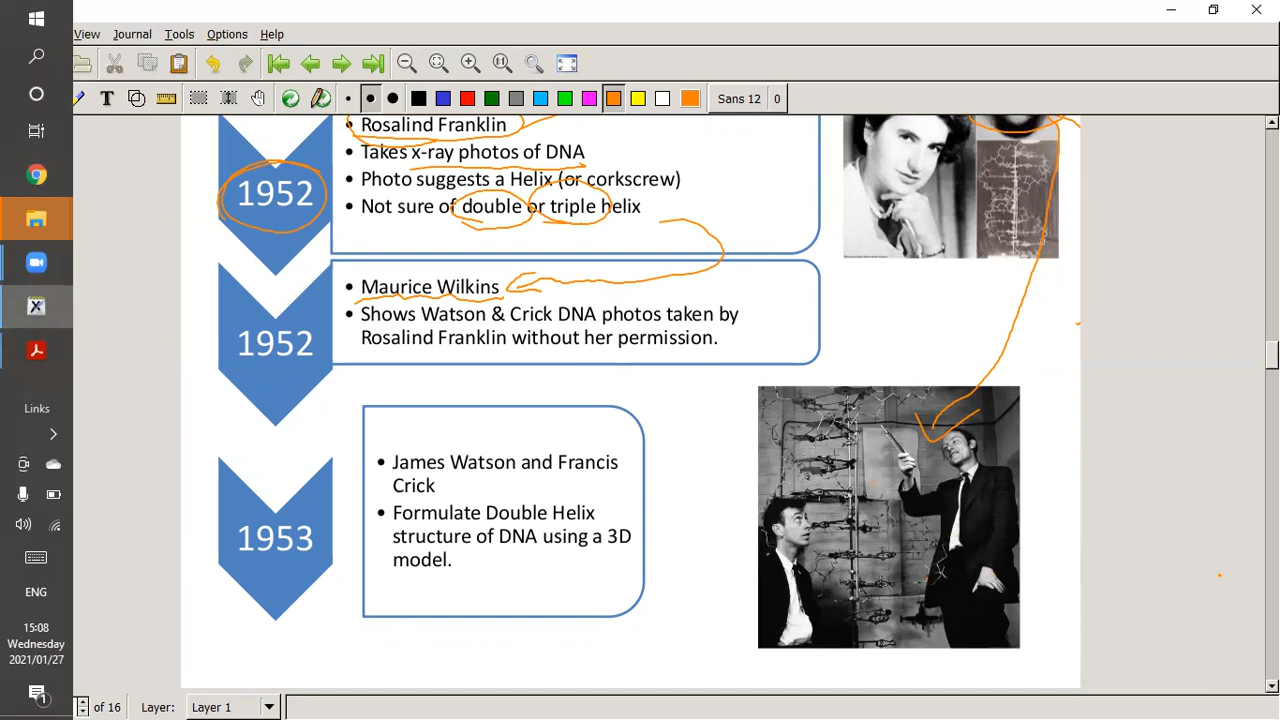 View Journal Tools Options Help
Sans 12 0
• Rosalind Franklin
• Takes x-ray photos of DNA
• Photo suggests a Helix (or corkscrew)
• Not sure of double or triple helix
1952
• Maurice Wilkins
• Shows Watson & Crick DNA photos taken by
Rosalind Franklin without her permission.
1952
• James Watson and Francis
Crick
• Formulate Double Helix
structure of DNA using a 3D
model.
1953
Links
ENG
15:08
Wednesday
2021/01/27
1
of 16 Layer: Layer 1